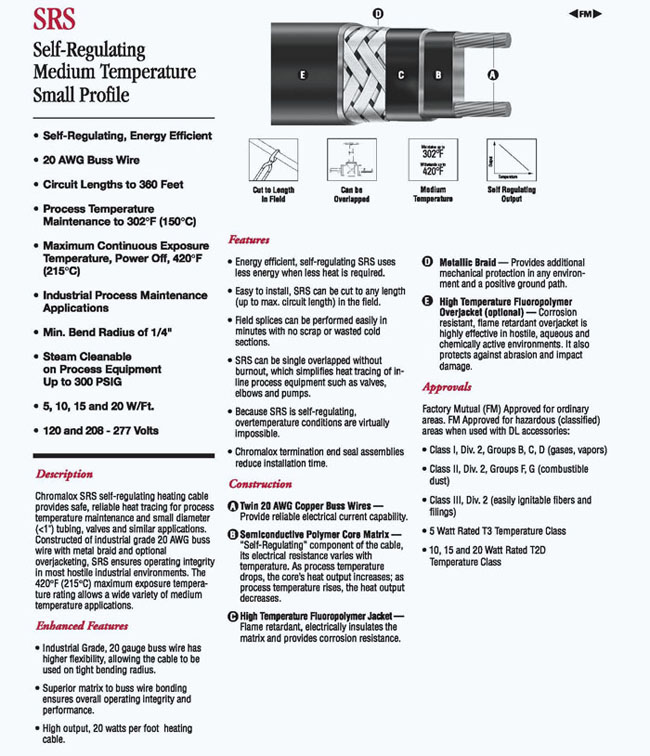 SRS
Self-Regulating
Medium Temperature
Small Profile
• Self-Regulating, Energy Efficient
• 20 AWG Buss Wire
• Circuit Lengths to 360 Feet
• Process Temperature
Maintenance to 302°F (150°C)
• Maximum Continuous Exposure
Temperature, Power Off, 420°F
(215°C)
• Industrial Process Maintenance
Applications
• Min. Bend Radius of 1/4"
• Steam Cleanable
on Process Equipment
Up to 300 PSIG
• 5, 10, 15 and 20 W/Ft.
• 120 and 208 - 277 Volts
Description
Chromalox SRS self-regulating heating cable
provides safe, reliable heat tracing for process
temperature maintenance and small diameter
(<1") tubing, valves and similar applications.
Constructed of industrial grade 20 AWG buss
wire with metal braid and optional
overjacketing, SRS ensures operating integrity
in most hostile industrial environments. The
420°F (215°C) maximum exposure tempera-
ture rating allows a wide variety of medium
temperature applications.
Enhanced Features
• Industrial Grade, 20 gauge buss wire has
higher flexibility, allowing the cable to be
used on tight bending radius.
• Superior matrix to buss wire bonding
ensures overall operating integrity and
performance.
• High output, 20 watts per foot heating
cable.
FM
D
E
C
B
A
302°F
420°F
Output
Temperature
Cut to Length
In Field
Can be
Overlapped
Medium
Temperature
Self Regulating
Output
Features
• Energy efficient, self-regulating SRS uses
less energy when less heat is required.
• Easy to install, SRS can be cut to any length
(up to max. circuit length) in the field.
• Field splices can be performed easily in
minutes with no scrap or wasted cold
sections.
• SRS can be single overlapped without
burnout, which simplifies heat tracing of in-
line process equipment such as valves,
elbows and pumps.
• Because SRS is self-regulating,
overtemperature conditions are virtually
impossible.
• Chromalox termination end seal assemblies
reduce installation time.
Construction
A Twin 20 AWG Copper Buss Wires —
Provide reliable electrical current capability.
B Semiconductive Polymer Core Matrix —
"Self-Regulating" component of the cable,
its electrical resistance varies with
temperature. As process temperature
drops, the core's heat output increases; as
process temperature rises, the heat output
decreases.
C High Temperature Fluoropolymer Jacket —
Flame retardant, electrically insulates the
matrix and provides corrosion resistance.
D Metallic Braid — Provides additional
mechanical protection in any environ-
ment and a positive ground path.
E High Temperature Fluoropolymer
Overjacket (optional) — Corrosion
resistant, flame retardant overjacket is
highly effective in hostile, aqueous and
chemically active environments. It also
protects against abrasion and impact
damage.
Approvals
Factory Mutual (FM) Approved for ordinary
areas. FM Approved for hazardous (classified)
areas when used with DL accessories:
• Class I, Div. 2, Groups B, C, D (gases, vapors)
• Class II, Div. 2, Groups F, G (combustible
dust)
• Class III, Div. 2 (easily ignitable fibers and
filings)
• 5 Watt Rated T3 Temperature Class
• 10, 15 and 20 Watt Rated T2D
Temperature Class